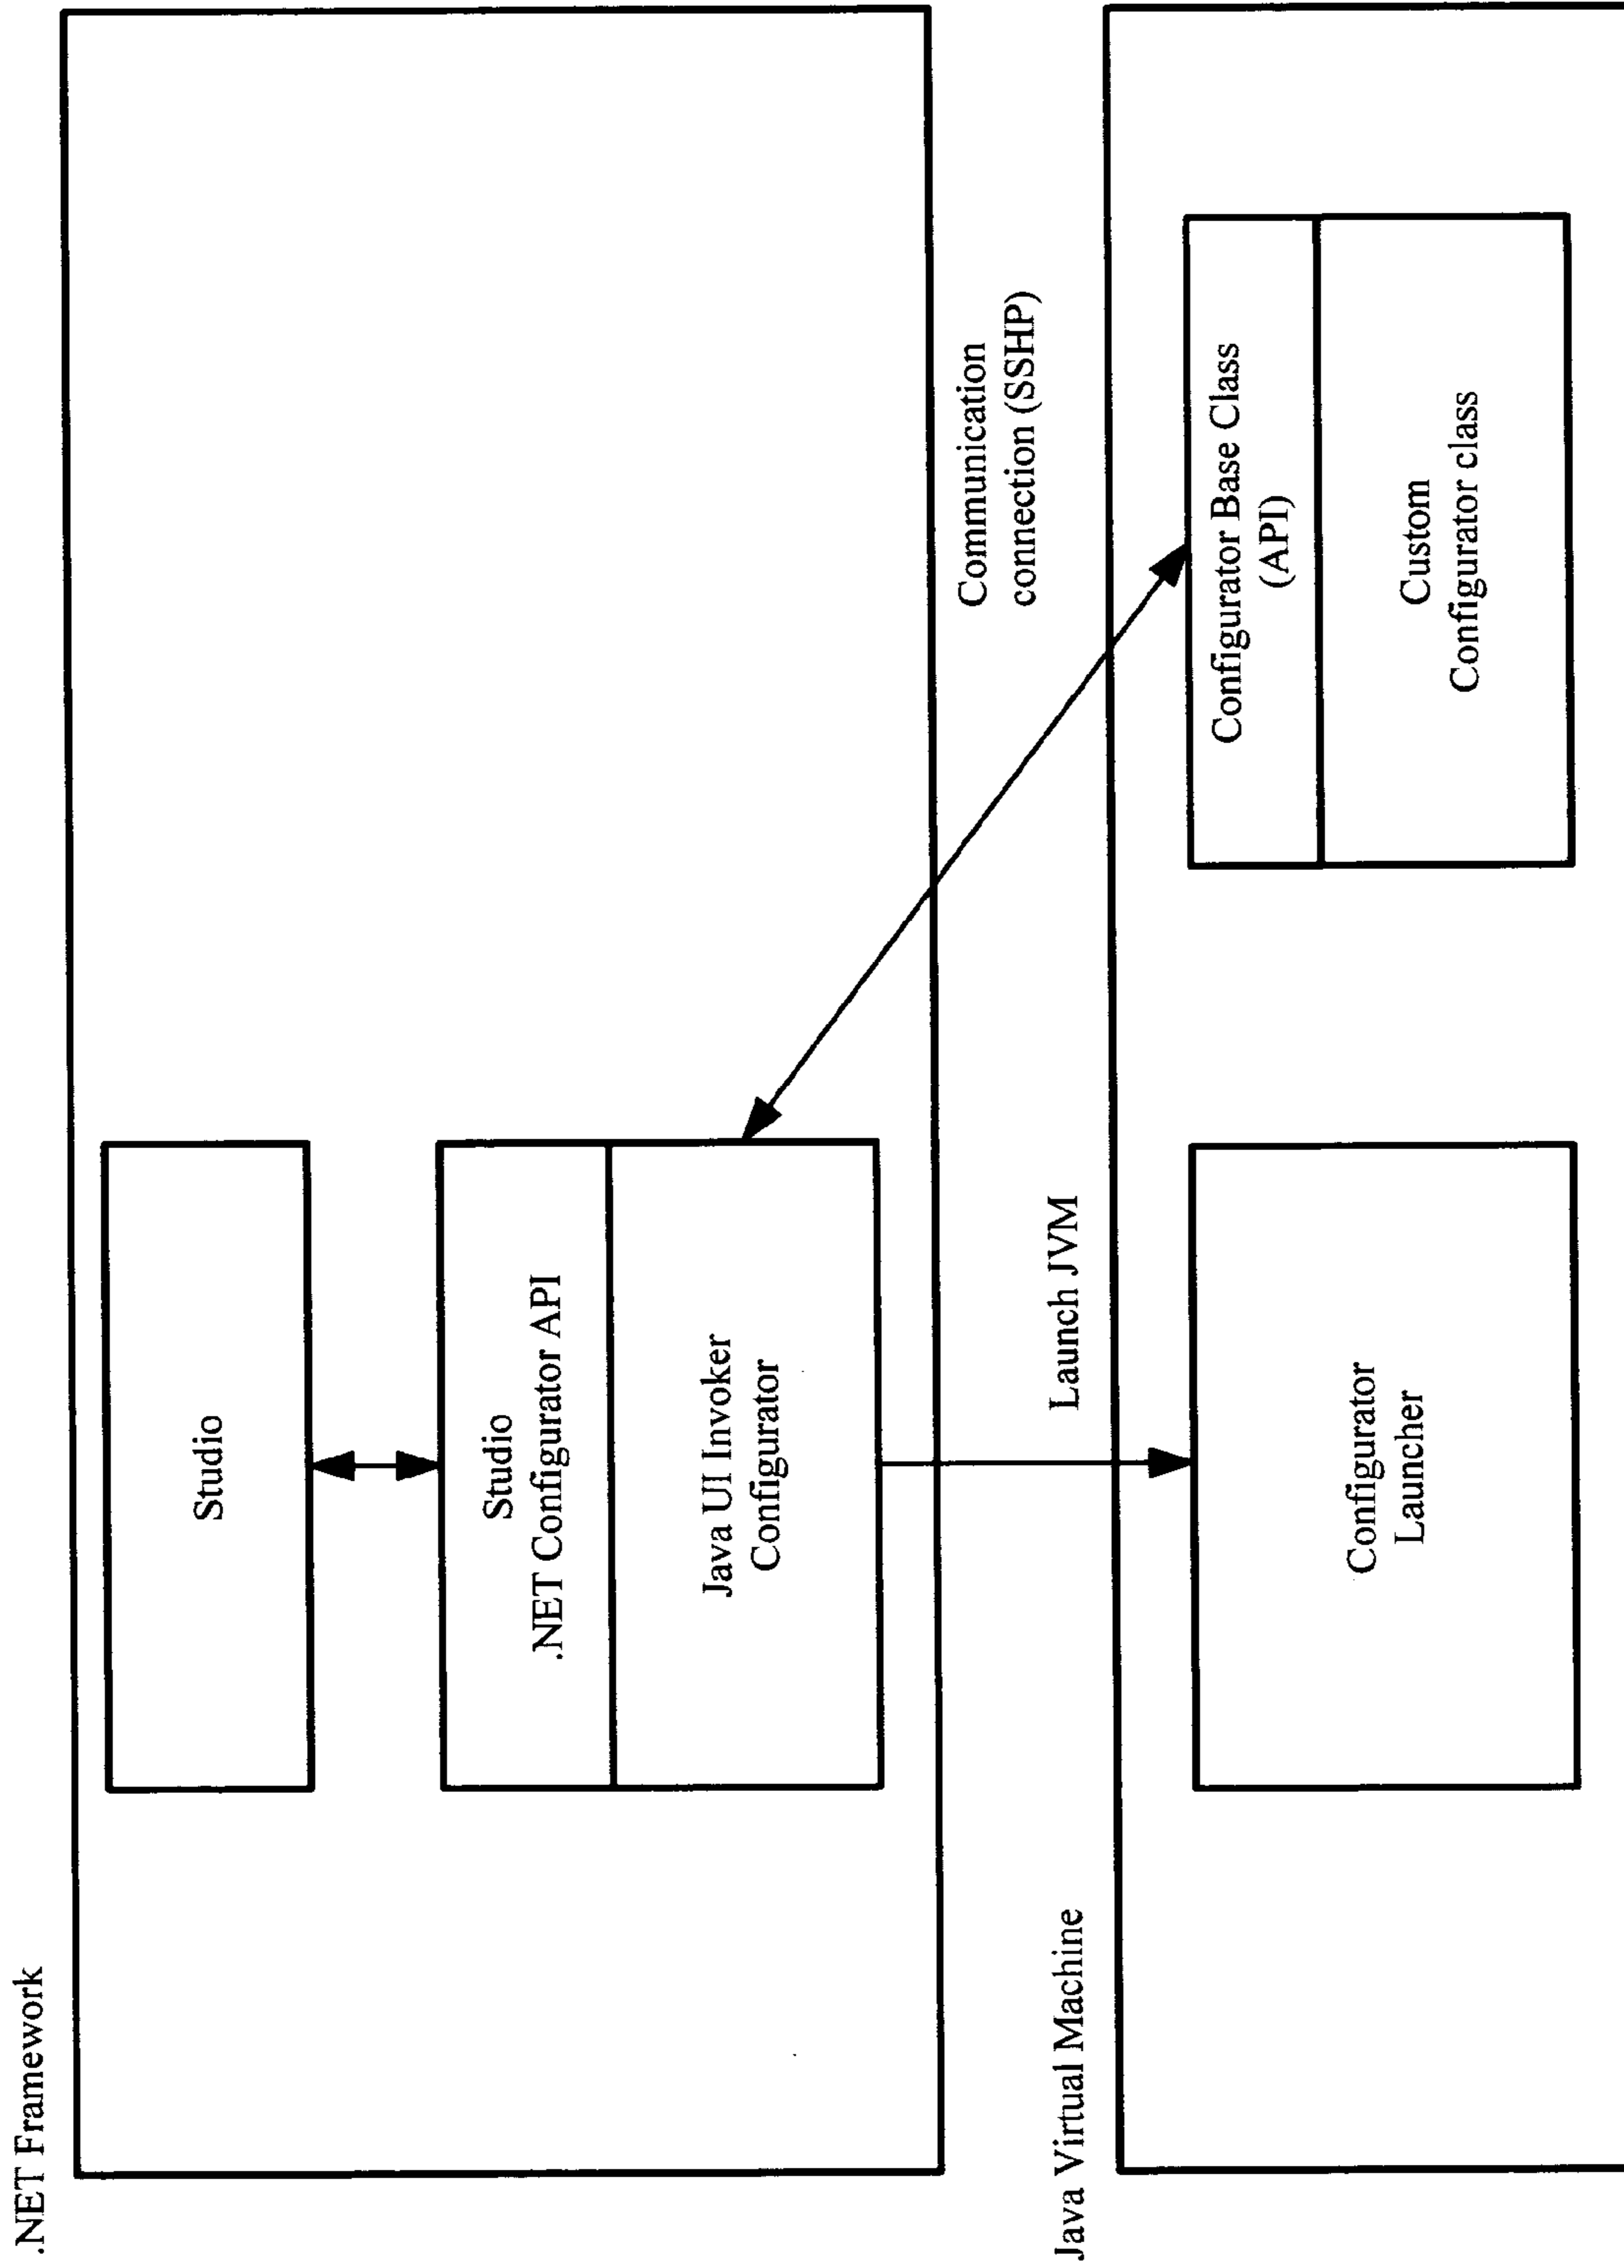 .NET Framework
Studio
Studio
.NET Configurator API
Java UI Invoker
Configurator
Communication
connection (SSHP)
Launch JVM
Java Virtual Machine
Configurator
Launcher
Configurator Base Class
(API)
Custom
Configurator class